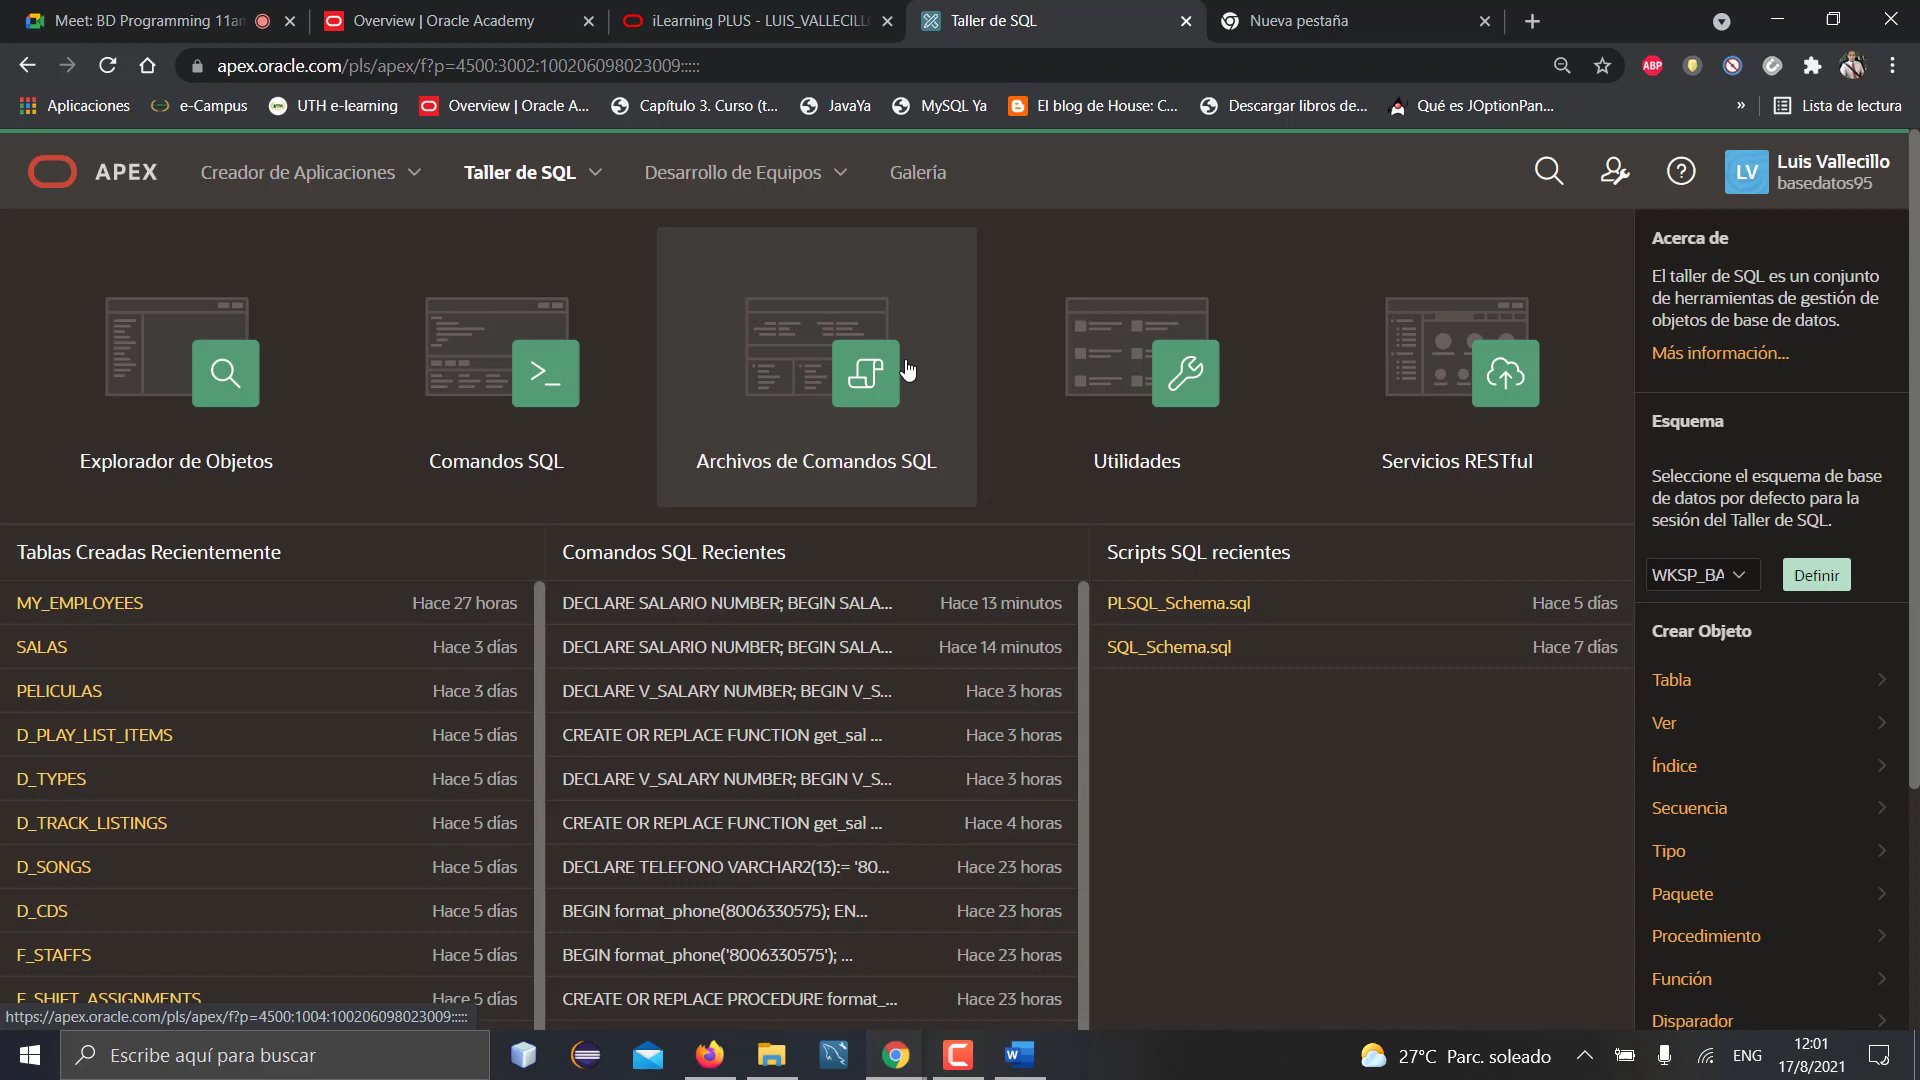 Meet: BD Programming 11am
Overview | Oracle Academy
iLearning PLUS - LUIS_VALLECILLO
Taller de SQL
Nueva pestaña
apex.oracle.com/pls/apex/f?p=4500:3002:100206098023009:::::
ABP
Aplicaciones
e-Campus
UTH e-learning
Overview | Oracle A...
Capítulo 3. Curso (t...
JavaYa
MySQL Ya
El blog de House: C...
Descargar libros de...
Qué es JOptionPan...
»
Lista de lectura
APEX
Creador de Aplicaciones
Taller de SQL
Desarrollo de Equipos
Galería
LV
Luis Vallecillo
basedatos95
Explorador de Objetos
Comandos SQL
Archivos de Comandos SQL
Utilidades
Servicios RESTful
Acerca de
El taller de SQL es un conjunto
de herramientas de gestión de
objetos de base de datos.
Más información...
Esquema
Seleccione el esquema de base
de datos por defecto para la
sesión del Taller de SQL.
WKSP_BA
Definir
Crear Objeto
Tabla
Ver
Índice
Secuencia
Tipo
Paquete
Procedimiento
Función
Disparador
Tablas Creadas Recientemente
MY_EMPLOYEES Hace 27 horas
SALAS Hace 3 días
PELICULAS Hace 3 días
D_PLAY_LIST_ITEMS Hace 5 días
D_TYPES Hace 5 días
D_TRACK_LISTINGS Hace 5 días
D_SONGS Hace 5 días
D_CDS Hace 5 días
F_STAFFS Hace 5 días
F_SHIFT_ASSIGNMENTS Hace 5 días
Comandos SQL Recientes
DECLARE SALARIO NUMBER; BEGIN SALA... Hace 13 minutos
DECLARE SALARIO NUMBER; BEGIN SALA... Hace 14 minutos
DECLARE V_SALARY NUMBER; BEGIN V_S... Hace 3 horas
CREATE OR REPLACE FUNCTION get_sal ... Hace 3 horas
DECLARE V_SALARY NUMBER; BEGIN V_S... Hace 3 horas
CREATE OR REPLACE FUNCTION get_sal ... Hace 4 horas
DECLARE TELEFONO VARCHAR2(13):= '80... Hace 23 horas
BEGIN format_phone(8006330575); EN... Hace 23 horas
BEGIN format_phone('8006330575'); ... Hace 23 horas
CREATE OR REPLACE PROCEDURE format_... Hace 23 horas
Scripts SQL recientes
PLSQL_Schema.sql Hace 5 días
SQL_Schema.sql Hace 7 días
https://apex.oracle.com/pls/apex/f?p=4500:1004:100206098023009:::::
Escribe aquí para buscar
27°C Parc. soleado
ENG
12:01
17/8/2021